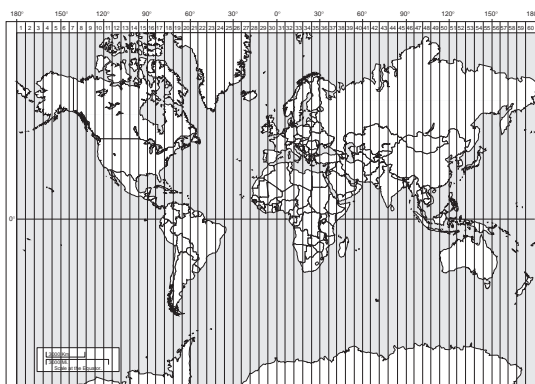 180° 150° 120° 90° 60° 30° 0° 30° 60° 90° 120° 150° 180°
1 2 3 4 5 6 7 8 9 10 11 12 13 14 15 16 17 18 19 20 21 22 23 24 25 26 27 28 29 30 31 32 33 34 35 36 37 38 39 40 41 42 43 44 45 46 47 48 49 50 51 52 53 54 55 56 57 58 59 60
0°
3000 Km
3000 Mi.
Scale at the Equator.